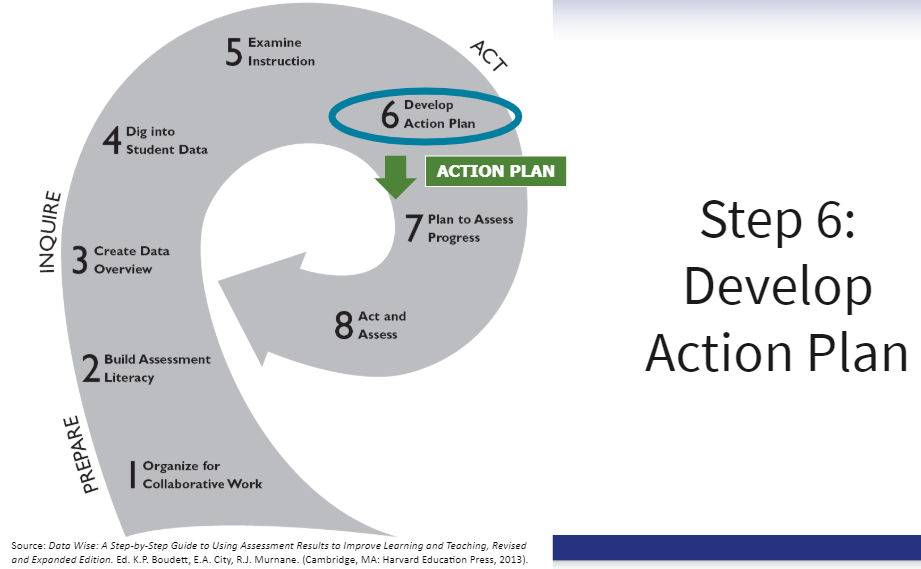 5 Examine
Instruction
ACT
6 Develop
Action Plan
4 Dig into
Student Data
ACTION PLAN
INQUIRE
7 Plan to Assess
Progress
3 Create Data
Overview
8 Act and
Assess
2 Build Assessment
Literacy
PREPARE
1 Organize for
Collaborative Work
Source: Data Wise: A Step-by-Step Guide to Using Assessment Results to Improve Learning and Teaching, Revised
and Expanded Edition. Ed. K.P. Boudett, E.A. City, R.J. Murnane. (Cambridge, MA: Harvard Education Press, 2013).
Step 6:
Develop
Action Plan